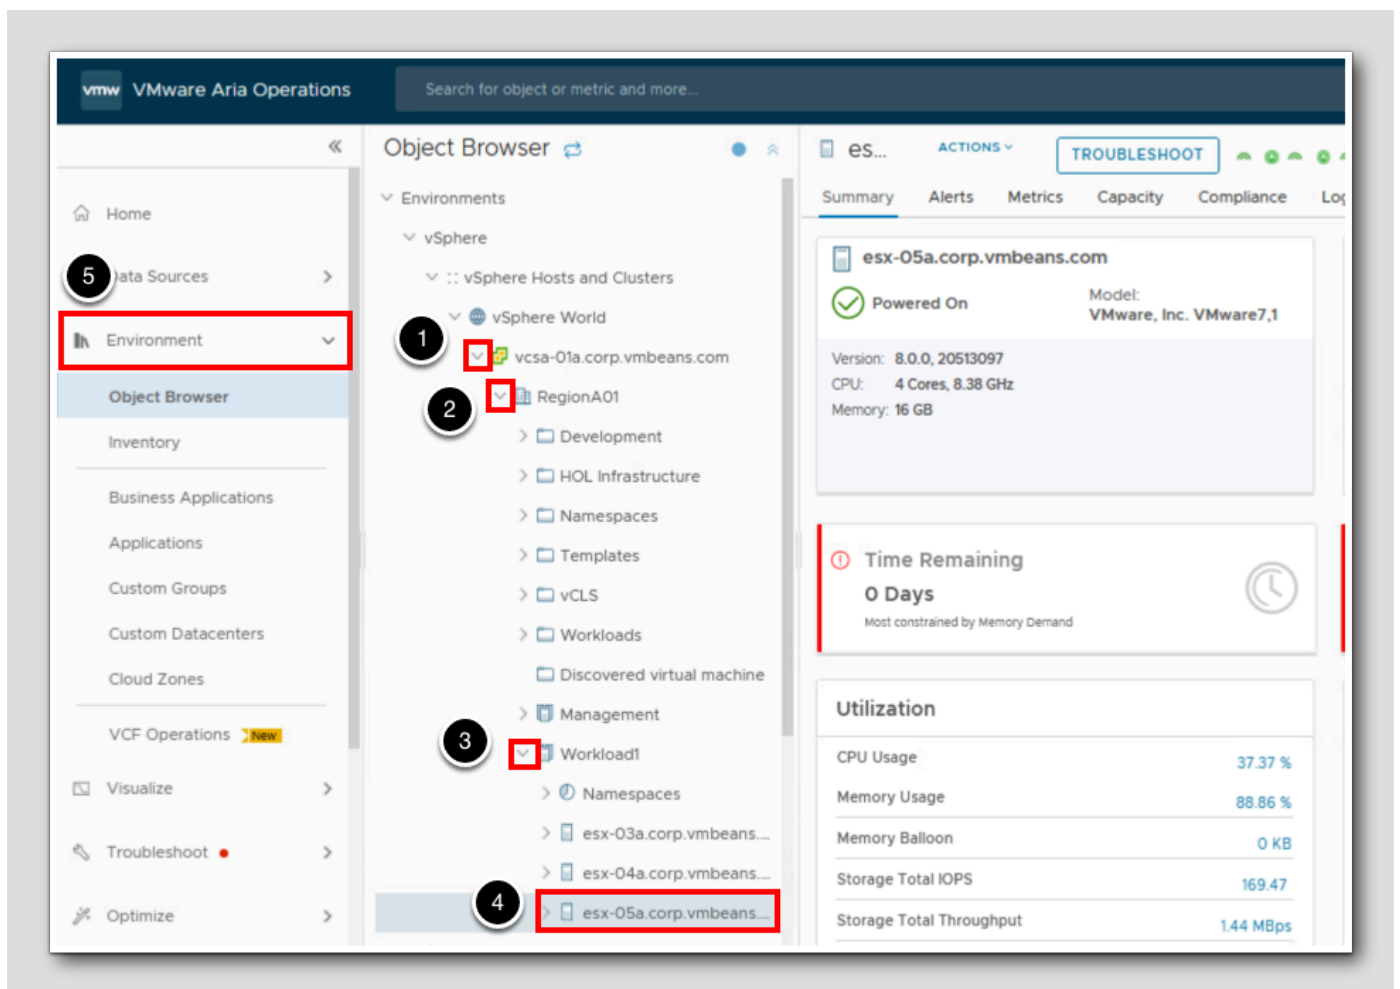 vmw VMware Aria Operations
Search for object or metric and more...
Home
5
Data Sources
Environment
Object Browser
Inventory
Business Applications
Applications
Custom Groups
Custom Datacenters
Cloud Zones
VCF Operations New
Visualize
Troubleshoot
Optimize
Object Browser
Environments
vSphere
vSphere Hosts and Clusters
vSphere World
1
vcsa-01a.corp.vmbeans.com
2
RegionA01
Development
HOL Infrastructure
Namespaces
Templates
vCLS
Workloads
Discovered virtual machine
Management
3
Workload1
Namespaces
esx-03a.corp.vmbeans....
esx-04a.corp.vmbeans....
4
esx-05a.corp.vmbeans....
es... ACTIONS TROUBLESHOOT
Summary Alerts Metrics Capacity Compliance Log
esx-05a.corp.vmbeans.com
Powered On
Model:
VMware, Inc. VMware7,1
Version: 8.0.0, 20513097
CPU: 4 Cores, 8.38 GHz
Memory: 16 GB
Time Remaining
0 Days
Most constrained by Memory Demand
Utilization
CPU Usage 37.37 %
Memory Usage 88.86 %
Memory Balloon 0 KB
Storage Total IOPS 169.47
Storage Total Throughput 1.44 MBps